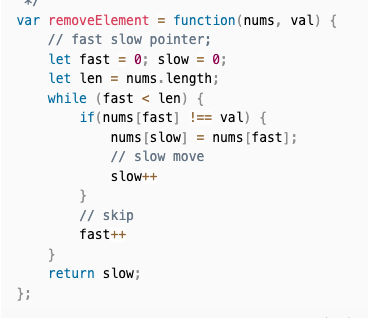 */
var removeElement = function(nums, val) {
    // fast slow pointer;
    let fast = 0; slow = 0;
    let len = nums.length;
    while (fast < len) {
        if(nums[fast] !== val) {
            nums[slow] = nums[fast];
            // slow move
            slow++
        }
        // skip
        fast++
    }
    return slow;
};